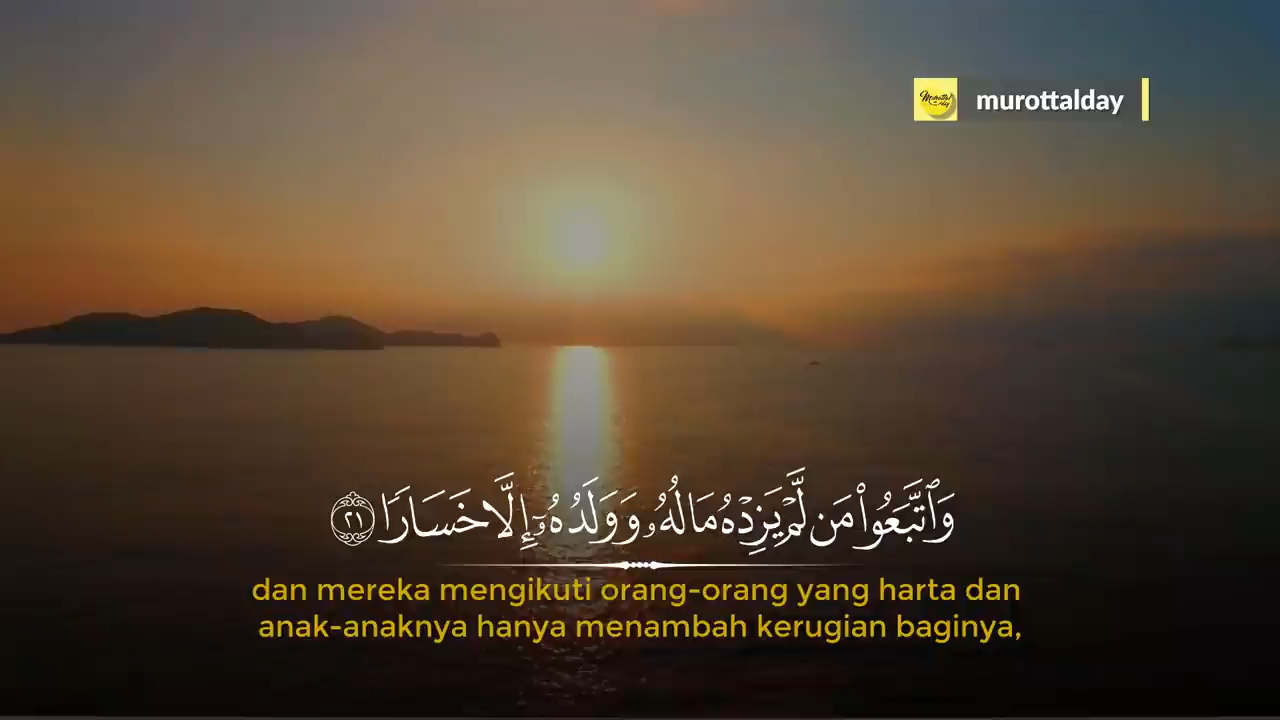 murottalday
وَٱتَّبَعُوا۟ مَن لَّمْ يَزِدْهُ مَالُهُۥ وَوَلَدُهُۥٓ إِلَّا خَسَارًا ٢١
dan mereka mengikuti orang-orang yang harta dan
anak-anaknya hanya menambah kerugian baginya,